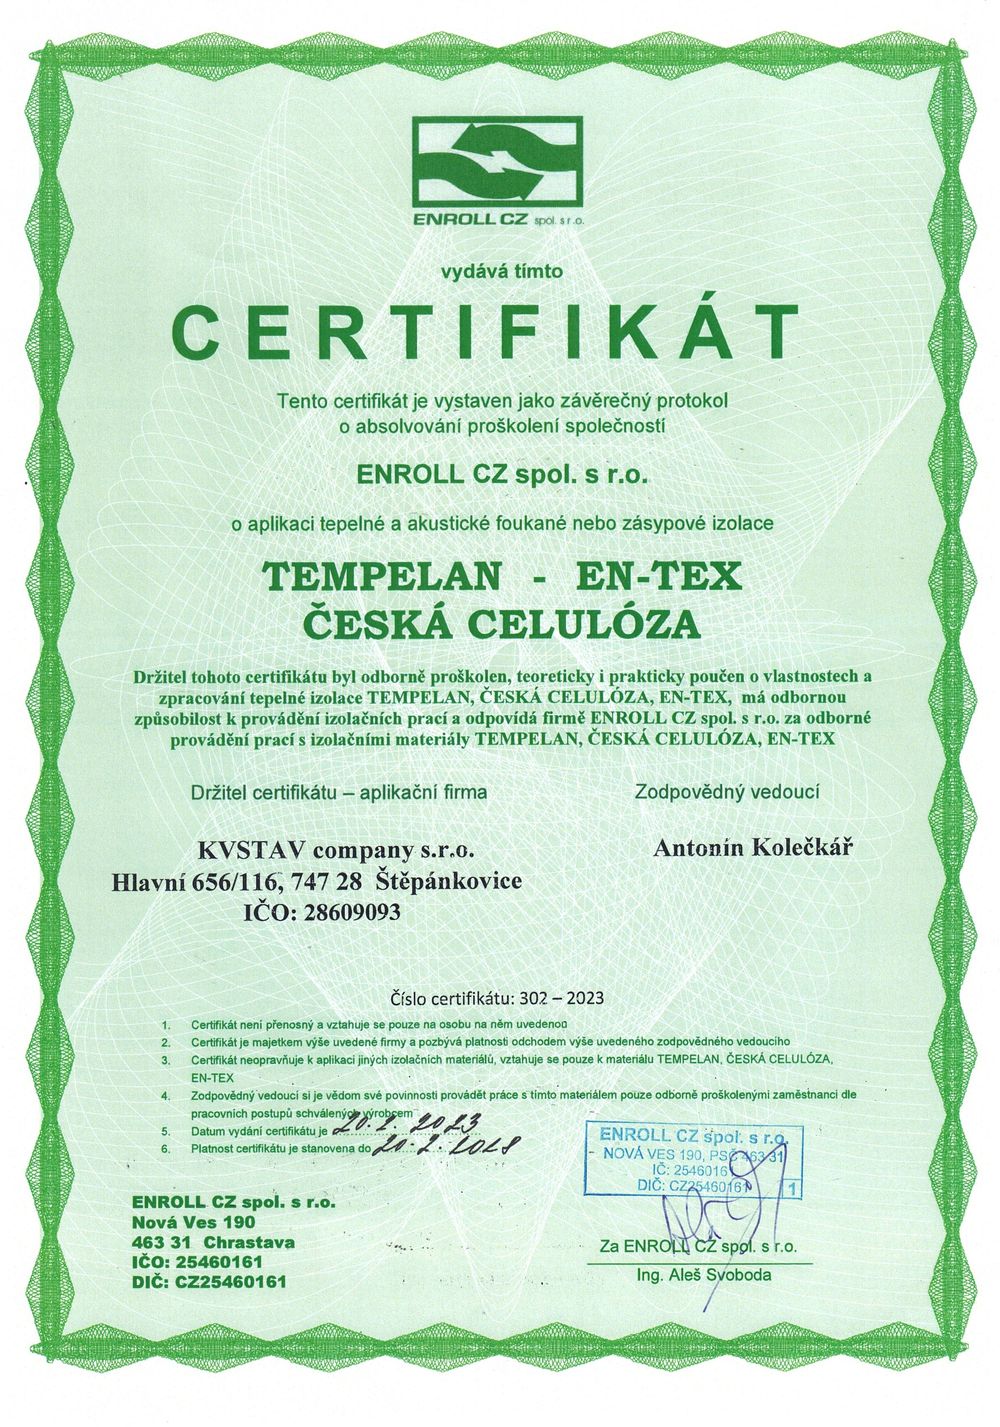 ENROLL CZ spol. s r.o.
vydává tímto
CERTIFIKÁT
Tento certifikát je vystaven jako závěrečný protokol
o absolvování proškolení společností
ENROLL CZ spol. s r.o.
o aplikaci tepelné a akustické foukané nebo zásypové izolace
TEMPELAN - EN-TEX
ČESKÁ CELULÓZA
Držitel tohoto certifikátu byl odborně proškolen, teoreticky i prakticky poučen o vlastnostech a
zpracování tepelné izolace TEMPELAN, ČESKÁ CELULÓZA, EN-TEX, má odbornou
způsobilost k provádění izolačních prací a odpovídá firmě ENROLL CZ spol. s r.o. za odborné
provádění prací s izolačními materiály TEMPELAN, ČESKÁ CELULÓZA, EN-TEX
Držitel certifikátu – aplikační firma
Zodpovědný vedoucí
KVSTAV company s.r.o.
Antonín Kolečkář
Hlavní 656/116, 747 28 Štěpánkovice
IČO: 28609093
Číslo certifikátu: 302 – 2023
1. Certifikát není přenosný a vztahuje se pouze na osobu na něm uvedenou
2. Certifikát je majetkem výše uvedené firmy a pozbývá platnosti odchodem výše uvedeného zodpovědného vedoucího
3. Certifikát neopravňuje k aplikaci jiných izolačních materiálů, vztahuje se pouze k materiálu TEMPELAN, ČESKÁ CELULÓZA,
EN-TEX
4. Zodpovědný vedoucí si je vědom své povinnosti provádět práce s tímto materiálem pouze odborně proškolenými zaměstnanci dle
pracovních postupů schválených výrobcem
5. Datum vydání certifikátu je 20. 2. 2023
6. Platnost certifikátu je stanovena do 20. 2. 2028
ENROLL CZ spol. s r.o.
NOVÁ VES 190, PSČ 463 31
IČ: 2546016
DIČ: CZ25460161
1
ENROLL CZ spol. s r.o.
Nová Ves 190
463 31 Chrastava
IČO: 25460161
DIČ: CZ25460161
Za ENROLL CZ spol. s r.o.
Ing. Aleš Svoboda